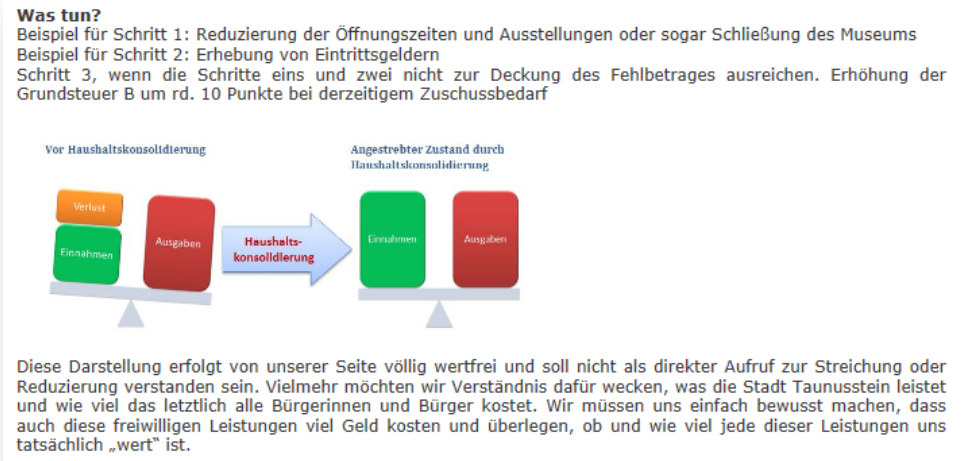 Was tun?
Beispiel für Schritt 1: Reduzierung der Öffnungszeiten und Ausstellungen oder sogar Schließung des Museums
Beispiel für Schritt 2: Erhebung von Eintrittsgeldern
Schritt 3, wenn die Schritte eins und zwei nicht zur Deckung des Fehlbetrages ausreichen. Erhöhung der
Grundsteuer B um rd. 10 Punkte bei derzeitigem Zuschussbedarf
Vor Haushaltskonsolidierung
Angestrebter Zustand durch
Haushaltskonsolidierung
Verlust
Einnahmen
Ausgaben
Haushalts-
konsolidierung
Einnahmen
Ausgaben
Diese Darstellung erfolgt von unserer Seite völlig wertfrei und soll nicht als direkter Aufruf zur Streichung oder
Reduzierung verstanden sein. Vielmehr möchten wir Verständnis dafür wecken, was die Stadt Taunusstein leistet
und wie viel das letztlich alle Bürgerinnen und Bürger kostet. Wir müssen uns einfach bewusst machen, dass
auch diese freiwilligen Leistungen viel Geld kosten und überlegen, ob und wie viel jede dieser Leistungen uns
tatsächlich „wert" ist.